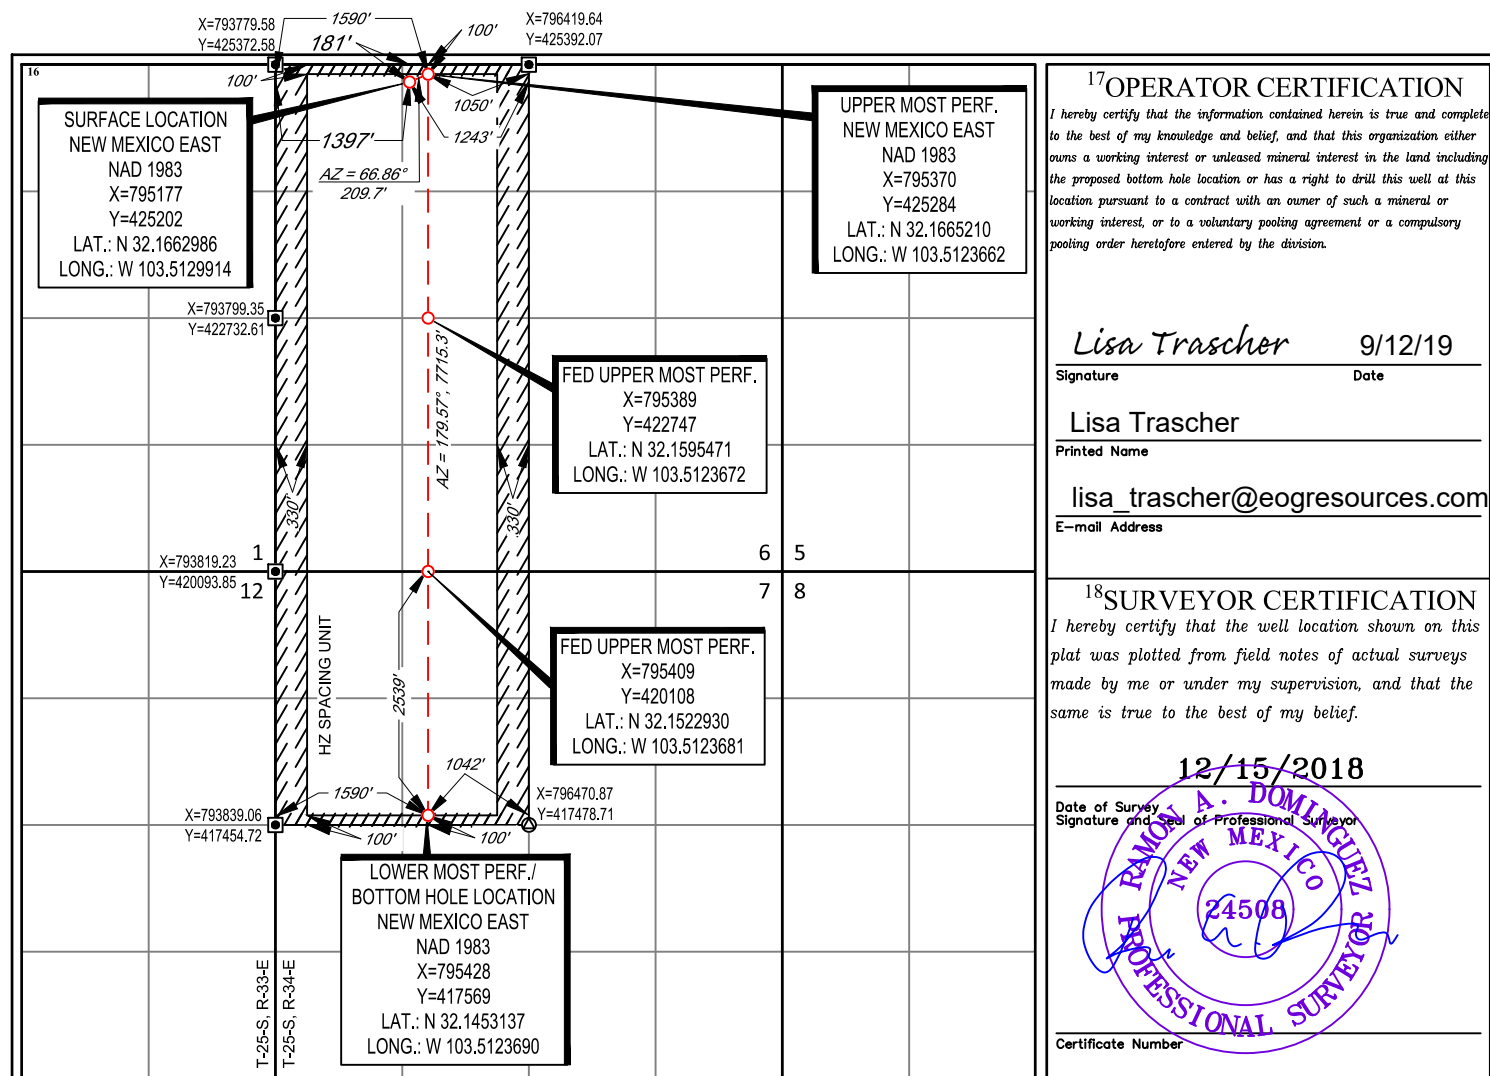 X=793779.58
Y=425372.58
1590'
181'
100'
X=796419.64
Y=425392.07
16
100'
1050'
1243'
1397'
AZ = 66.86°
209.7'
SURFACE LOCATION
NEW MEXICO EAST
NAD 1983
X=795177
Y=425202
LAT.: N 32.1662986
LONG.: W 103.5129914
UPPER MOST PERF.
NEW MEXICO EAST
NAD 1983
X=795370
Y=425284
LAT.: N 32.1665210
LONG.: W 103.5123662
X=793799.35
Y=422732.61
AZ = 179.57°, 7715.3'
FED UPPER MOST PERF.
X=795389
Y=422747
LAT.: N 32.1595471
LONG.: W 103.5123672
330'
330'
X=793819.23
Y=420093.85
1
12
6
5
7
8
HZ SPACING UNIT
2539'
FED UPPER MOST PERF.
X=795409
Y=420108
LAT.: N 32.1522930
LONG.: W 103.5123681
1590'
1042'
X=796470.87
Y=417478.71
X=793839.06
Y=417454.72
100'
100'
LOWER MOST PERF./
BOTTOM HOLE LOCATION
NEW MEXICO EAST
NAD 1983
X=795428
Y=417569
LAT.: N 32.1453137
LONG.: W 103.5123690
T-25-S, R-33-E
T-25-S, R-34-E
17OPERATOR CERTIFICATION
I hereby certify that the information contained herein is true and complete
to the best of my knowledge and belief, and that this organization either
owns a working interest or unleased mineral interest in the land including
the proposed bottom hole location or has a right to drill this well at this
location pursuant to a contract with an owner of such a mineral or
working interest, or to a voluntary pooling agreement or a compulsory
pooling order heretofore entered by the division.
Lisa Trascher 9/12/19
Signature Date
Lisa Trascher
Printed Name
lisa_trascher@eogresources.com
E-mail Address
18SURVEYOR CERTIFICATION
I hereby certify that the well location shown on this
plat was plotted from field notes of actual surveys
made by me or under my supervision, and that the
same is true to the best of my belief.
12/15/2018
Date of Survey
Signature and Seal of Professional Surveyor
RAMON A. DOMINGUEZ
NEW MEXICO
24508
PROFESSIONAL SURVEYOR
Certificate Number